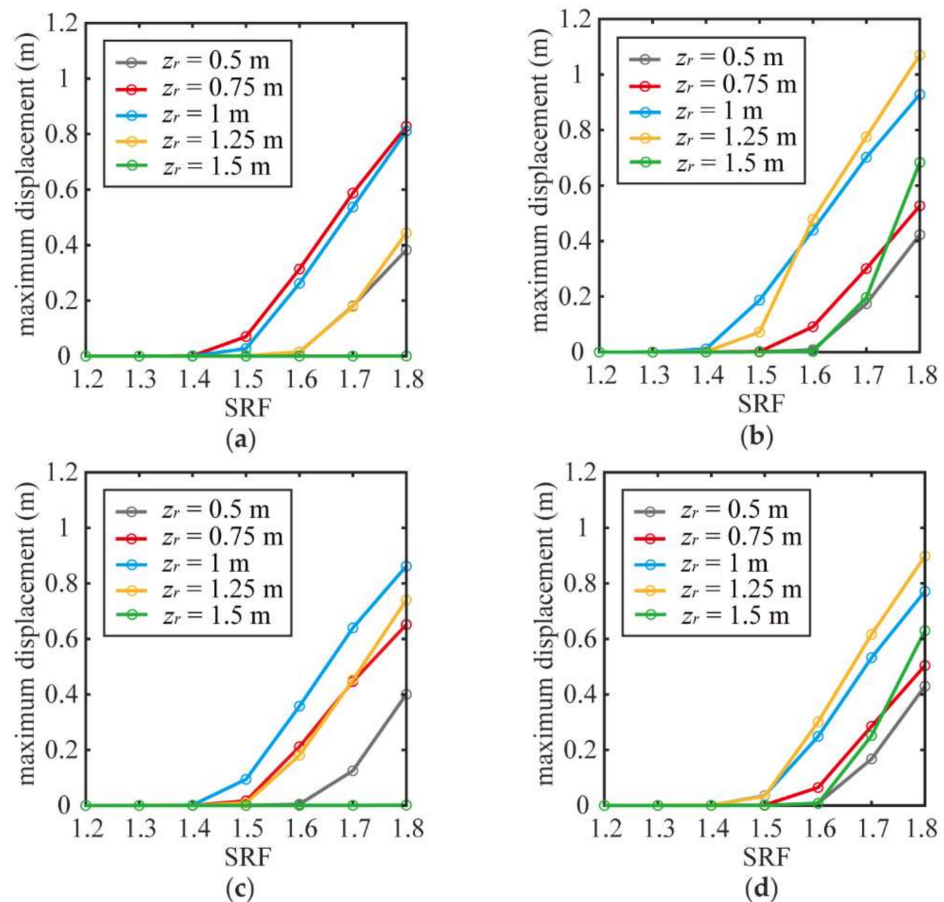 1.2
1
0.8
0.6
0.4
0.2
0
maximum displacement (m)
zr = 0.5 m
zr = 0.75 m
zr = 1 m
zr = 1.25 m
zr = 1.5 m
1.2 1.3 1.4 1.5 1.6 1.7 1.8
SRF
(a)
1.2
1
0.8
0.6
0.4
0.2
0
maximum displacement (m)
zr = 0.5 m
zr = 0.75 m
zr = 1 m
zr = 1.25 m
zr = 1.5 m
1.2 1.3 1.4 1.5 1.6 1.7 1.8
SRF
(b)
1.2
1
0.8
0.6
0.4
0.2
0
maximum displacement (m)
zr = 0.5 m
zr = 0.75 m
zr = 1 m
zr = 1.25 m
zr = 1.5 m
1.2 1.3 1.4 1.5 1.6 1.7 1.8
SRF
(c)
1.2
1
0.8
0.6
0.4
0.2
0
maximum displacement (m)
zr = 0.5 m
zr = 0.75 m
zr = 1 m
zr = 1.25 m
zr = 1.5 m
1.2 1.3 1.4 1.5 1.6 1.7 1.8
SRF
(d)